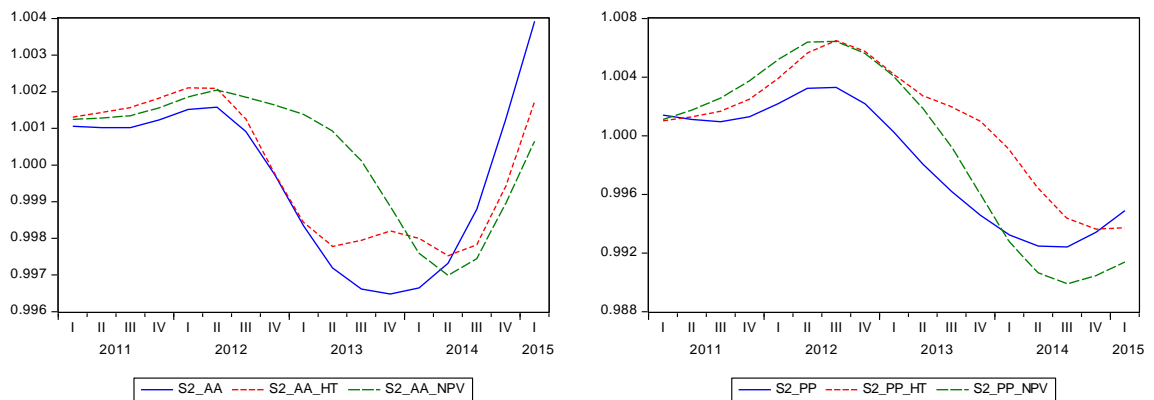 1.004
1.003
1.002
1.001
1.000
0.999
0.998
0.997
0.996
I II III IV I II III IV I II III IV I II III IV I
2011 2012 2013 2014 2015
S2_AA S2_AA_HT S2_AA_NPV
1.008
1.004
1.000
0.996
0.992
0.988
I II III IV I II III IV I II III IV I II III IV I
2011 2012 2013 2014 2015
S2_PP S2_PP_HT S2_PP_NPV